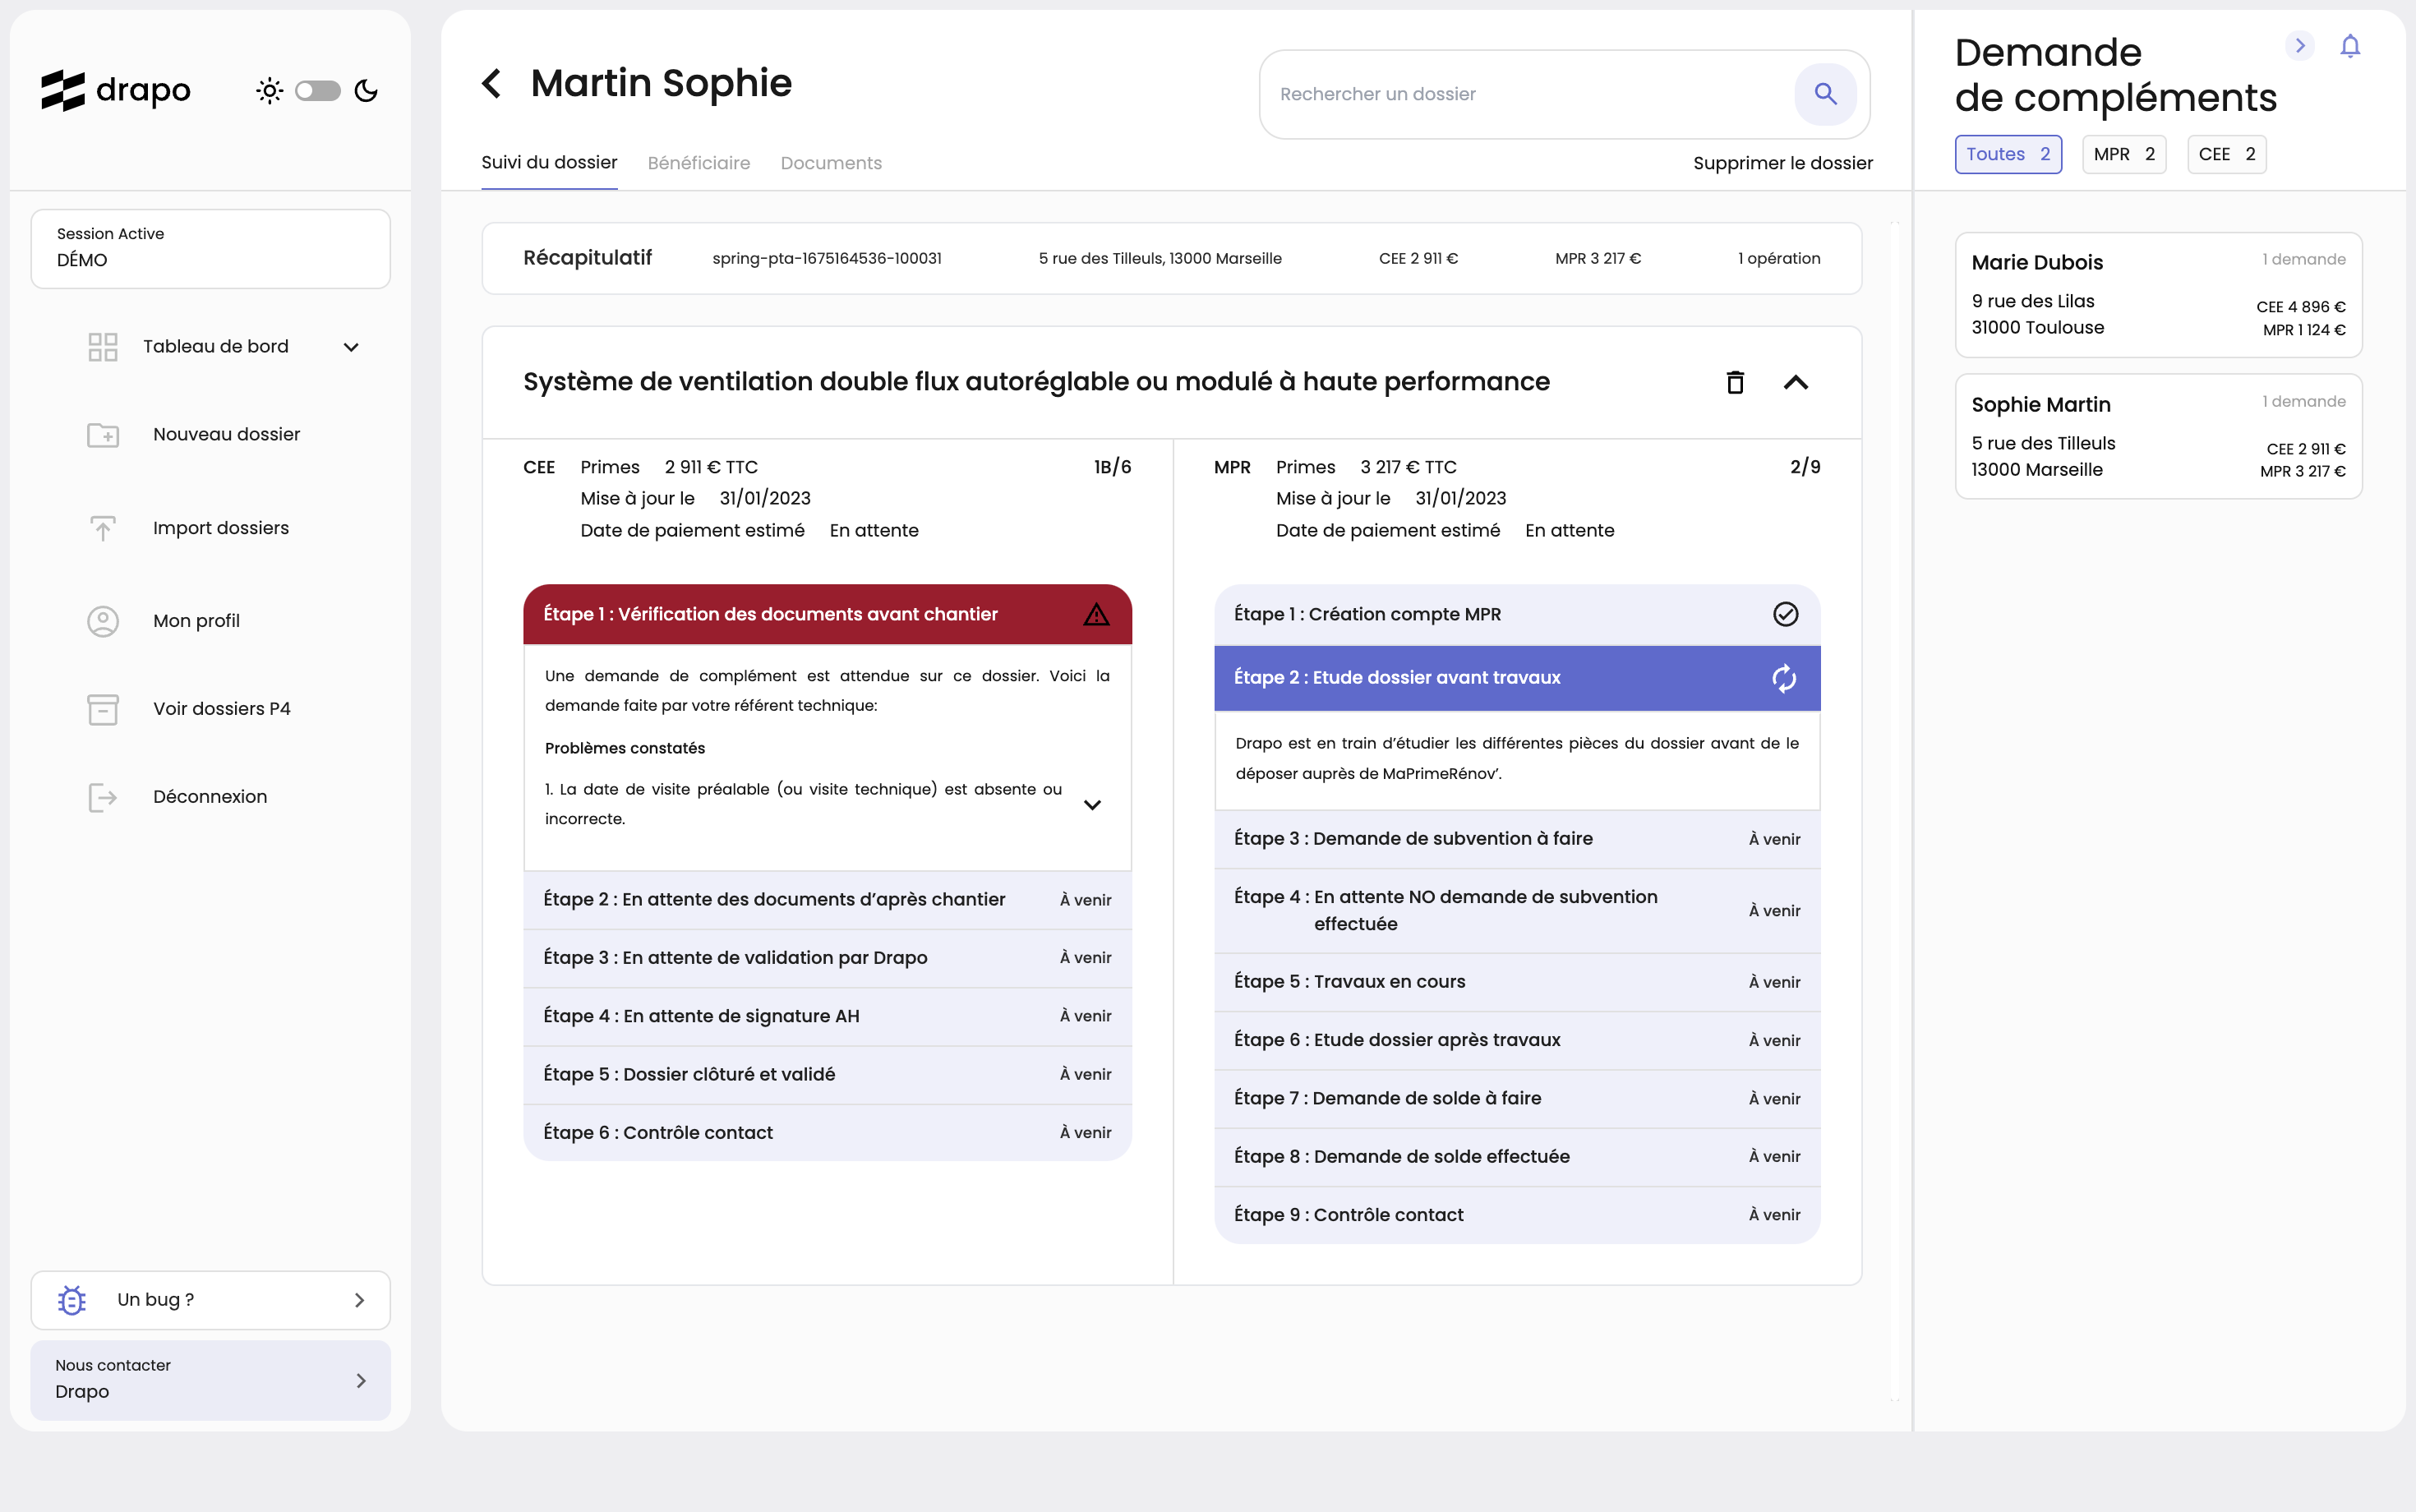 drapo
Session Active
DÉMO
Tableau de bord
Nouveau dossier
Import dossiers
Mon profil
Voir dossiers P4
Déconnexion
Un bug ?
Nous contacter
Drapo
Martin Sophie
Rechercher un dossier
Suivi du dossier Bénéficiaire Documents Supprimer le dossier
Récapitulatif spring-pta-1675164536-100031 5 rue des Tilleuls, 13000 Marseille CEE 2 911 € MPR 3 217 € 1 opération
Système de ventilation double flux autoréglable ou modulé à haute performance
CEE Primes 2 911 € TTC 1B/6
Mise à jour le 31/01/2023
Date de paiement estimé En attente
Étape 1 : Vérification des documents avant chantier
Une demande de complément est attendue sur ce dossier. Voici la
demande faite par votre référent technique:
Problèmes constatés
1. La date de visite préalable (ou visite technique) est absente ou
incorrecte.
Étape 2 : En attente des documents d’après chantier À venir
Étape 3 : En attente de validation par Drapo À venir
Étape 4 : En attente de signature AH À venir
Étape 5 : Dossier clôturé et validé À venir
Étape 6 : Contrôle contact À venir
MPR Primes 3 217 € TTC 2/9
Mise à jour le 31/01/2023
Date de paiement estimé En attente
Étape 1 : Création compte MPR
Étape 2 : Etude dossier avant travaux
Drapo est en train d’étudier les différentes pièces du dossier avant de le
déposer auprès de MaPrimeRénov’.
Étape 3 : Demande de subvention à faire À venir
Étape 4 : En attente NO demande de subvention
effectuée À venir
Étape 5 : Travaux en cours À venir
Étape 6 : Etude dossier après travaux À venir
Étape 7 : Demande de solde à faire À venir
Étape 8 : Demande de solde effectuée À venir
Étape 9 : Contrôle contact À venir
Demande
de compléments
Toutes 2 MPR 2 CEE 2
Marie Dubois 1 demande
9 rue des Lilas CEE 4 896 €
31000 Toulouse MPR 1 124 €
Sophie Martin 1 demande
5 rue des Tilleuls CEE 2 911 €
13000 Marseille MPR 3 217 €